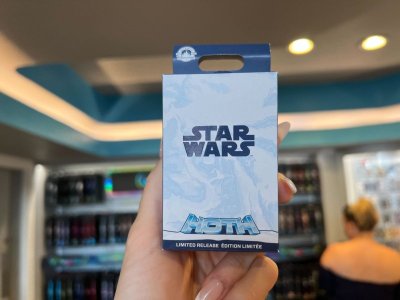 STAR
WARS
HOTH
LIMITED RELEASE ÉDITION LIMITÉE